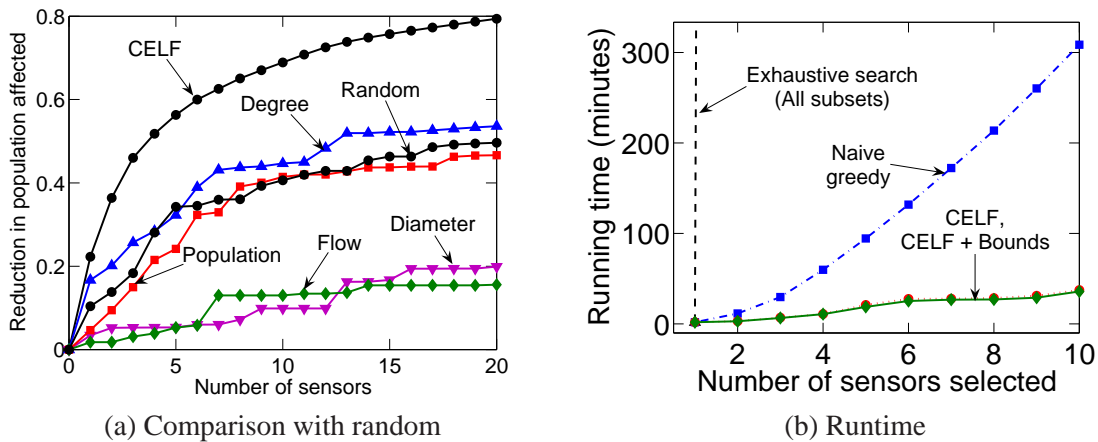 Reduction in population affected
0.8
0.6
0.4
0.2
0
CELF
Degree
Random
Population
Flow
Diameter
0 5 10 15 20
Number of sensors
(a) Comparison with random
Running time (minutes)
300
200
100
0
Exhaustive search
(All subsets)
Naive
greedy
CELF,
CELF + Bounds
2 4 6 8 10
Number of sensors selected
(b) Runtime